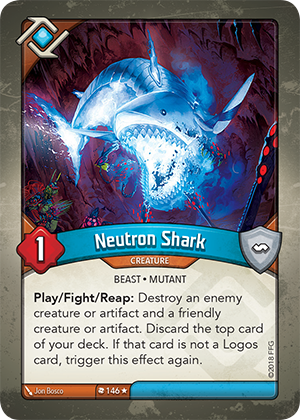 Neutron Shark
CREATURE
1
BEAST • MUTANT
Play/Fight/Reap: Destroy an enemy
creature or artifact and a friendly
creature or artifact. Discard the top card
of your deck. If that card is not a Logos
card, trigger this effect again.
©2018 FFG
Jon Bosco
146